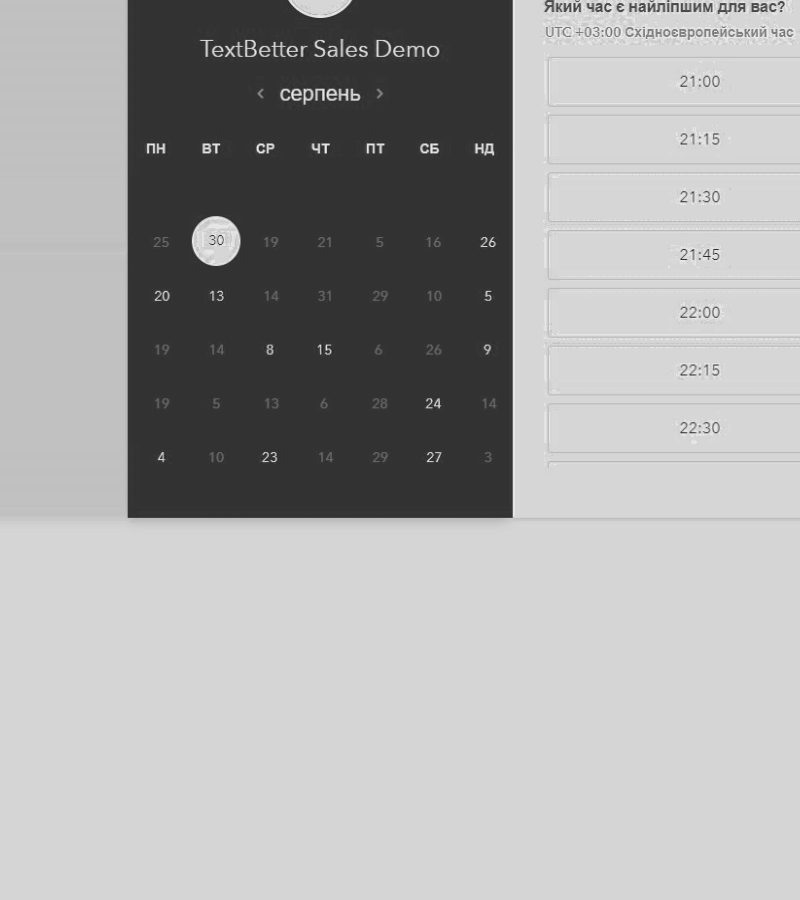 TextBetter Sales Demo
‹ серпень ›
ПН ВТ СР ЧТ ПТ СБ НД
25 30 19 21 5 16 26
20 13 14 31 29 10 5
19 14 8 15 6 26 9
19 5 13 6 28 24 14
4 10 23 14 29 27 3
Який час є найліпшим для вас?
UTC +03:00 Східноєвропейський час
21:00
21:15
21:30
21:45
22:00
22:15
22:30